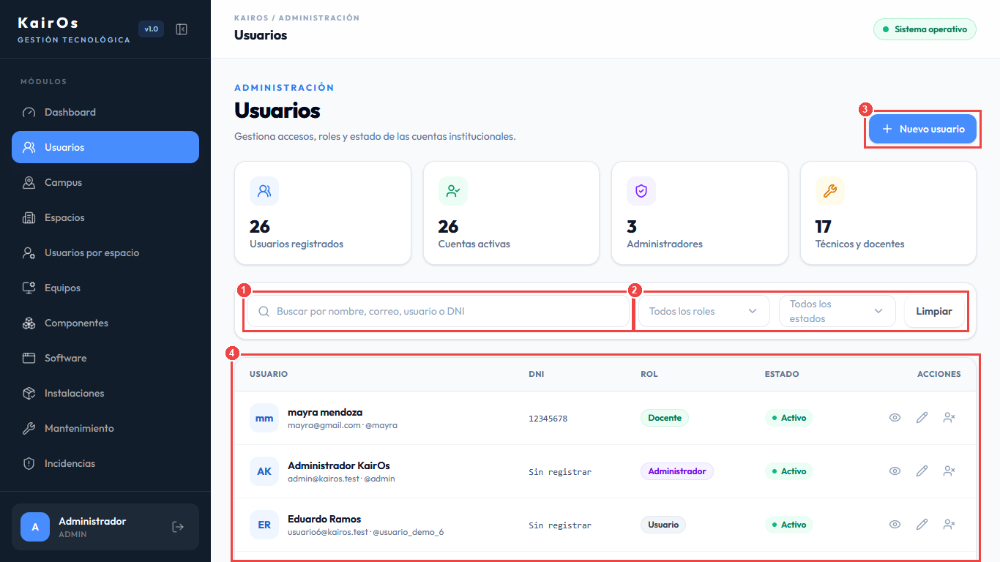 KairOs
GESTIÓN TECNOLÓGICA
v1.0
MÓDULOS
Dashboard
Usuarios
Campus
Espacios
Usuarios por espacio
Equipos
Componentes
Software
Instalaciones
Mantenimiento
Incidencias
A
Administrador
ADMIN
KAIROS / ADMINISTRACIÓN
Usuarios
Sistema operativo
ADMINISTRACIÓN
Usuarios
Gestiona accesos, roles y estado de las cuentas institucionales.
3
Nuevo usuario
26
Usuarios registrados
26
Cuentas activas
3
Administradores
17
Técnicos y docentes
1
Buscar por nombre, correo, usuario o DNI
2
Todos los roles
Todos los
estados
Limpiar
4
USUARIO DNI ROL ESTADO ACCIONES
mm
mayra mendoza
mayra@gmail.com · @mayra
12345678
Docente
Activo
AK
Administrador KairOs
admin@kairos.test · @admin
Sin registrar
Administrador
Activo
ER
Eduardo Ramos
usuario6@kairos.test · @usuario_demo_6
Sin registrar
Usuario
Activo